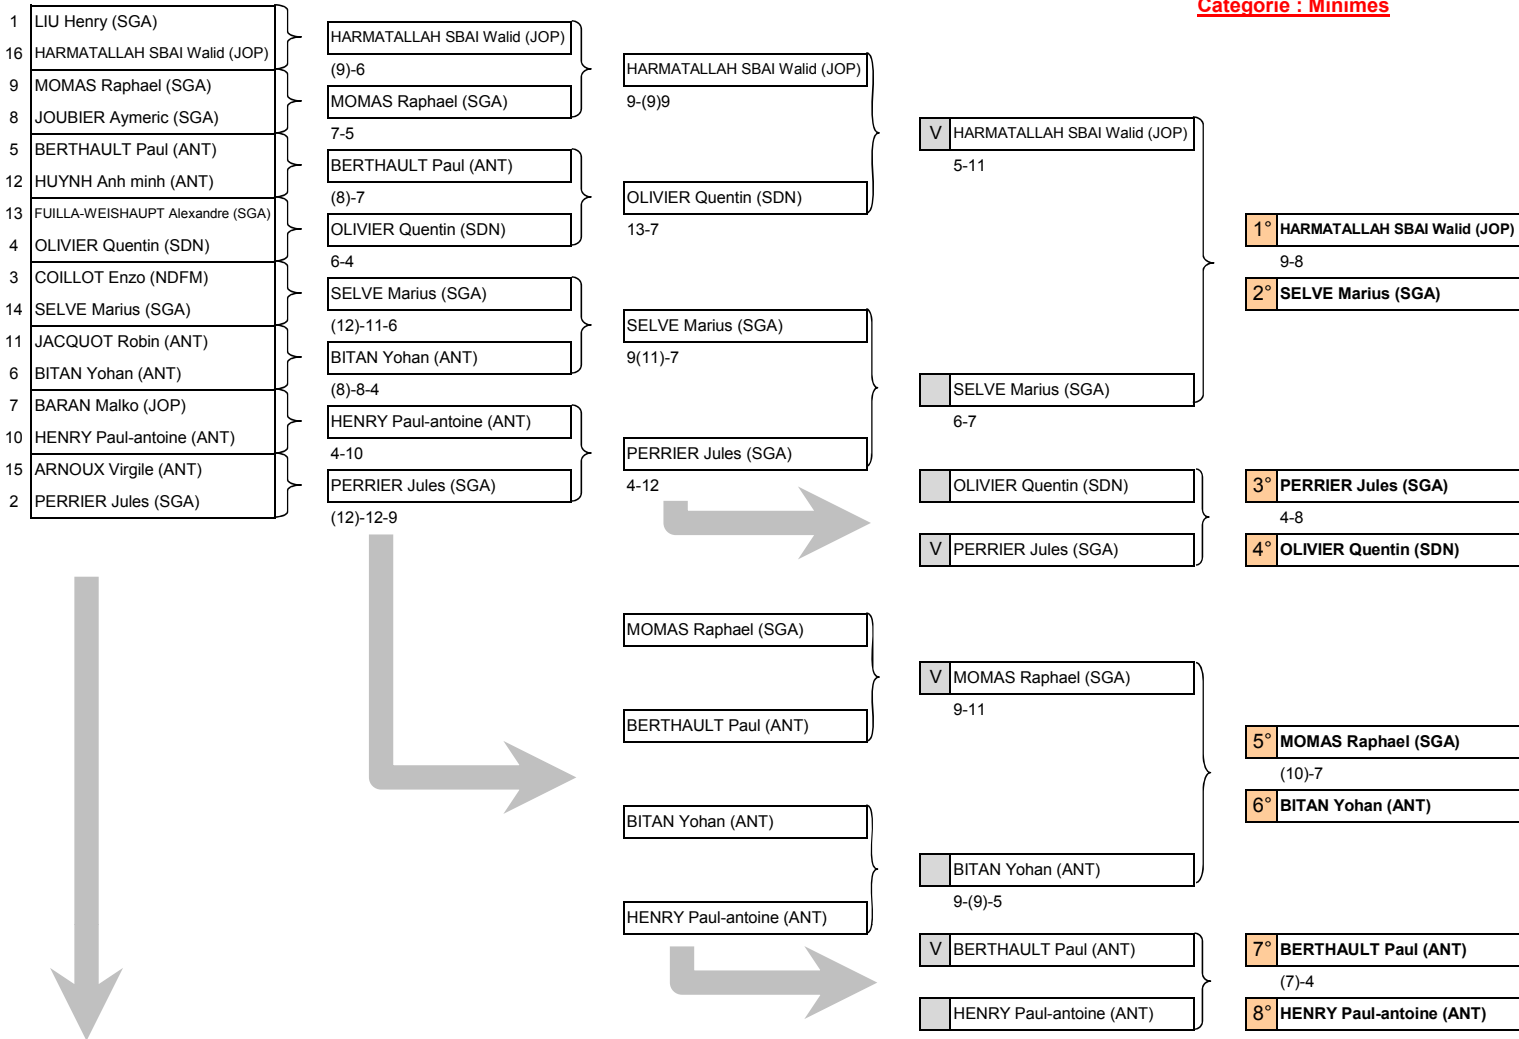 Catégorie : Minimes
1 LIU Henry (SGA)
16 HARMATALLAH SBAI Walid (JOP)
9 MOMAS Raphael (SGA)
8 JOUBIER Aymeric (SGA)
5 BERTHAULT Paul (ANT)
12 HUYNH Anh minh (ANT)
13 FUILLA-WEISHAUPT Alexandre (SGA)
4 OLIVIER Quentin (SDN)
3 COILLOT Enzo (NDFM)
14 SELVE Marius (SGA)
11 JACQUOT Robin (ANT)
6 BITAN Yohan (ANT)
7 BARAN Malko (JOP)
10 HENRY Paul-antoine (ANT)
15 ARNOUX Virgile (ANT)
2 PERRIER Jules (SGA)
HARMATALLAH SBAI Walid (JOP)
(9)-6
MOMAS Raphael (SGA)
7-5
BERTHAULT Paul (ANT)
(8)-7
OLIVIER Quentin (SDN)
6-4
SELVE Marius (SGA)
(12)-11-6
BITAN Yohan (ANT)
(8)-8-4
HENRY Paul-antoine (ANT)
4-10
PERRIER Jules (SGA)
(12)-12-9
HARMATALLAH SBAI Walid (JOP)
9-(9)9
OLIVIER Quentin (SDN)
13-7
SELVE Marius (SGA)
9(11)-7
PERRIER Jules (SGA)
4-12
MOMAS Raphael (SGA)
BERTHAULT Paul (ANT)
BITAN Yohan (ANT)
HENRY Paul-antoine (ANT)
V HARMATALLAH SBAI Walid (JOP)
5-11
SELVE Marius (SGA)
6-7
OLIVIER Quentin (SDN)
V PERRIER Jules (SGA)
V MOMAS Raphael (SGA)
9-11
BITAN Yohan (ANT)
9-(9)-5
V BERTHAULT Paul (ANT)
HENRY Paul-antoine (ANT)
1° HARMATALLAH SBAI Walid (JOP)
9-8
2° SELVE Marius (SGA)
3° PERRIER Jules (SGA)
4-8
4° OLIVIER Quentin (SDN)
5° MOMAS Raphael (SGA)
(10)-7
6° BITAN Yohan (ANT)
7° BERTHAULT Paul (ANT)
(7)-4
8° HENRY Paul-antoine (ANT)